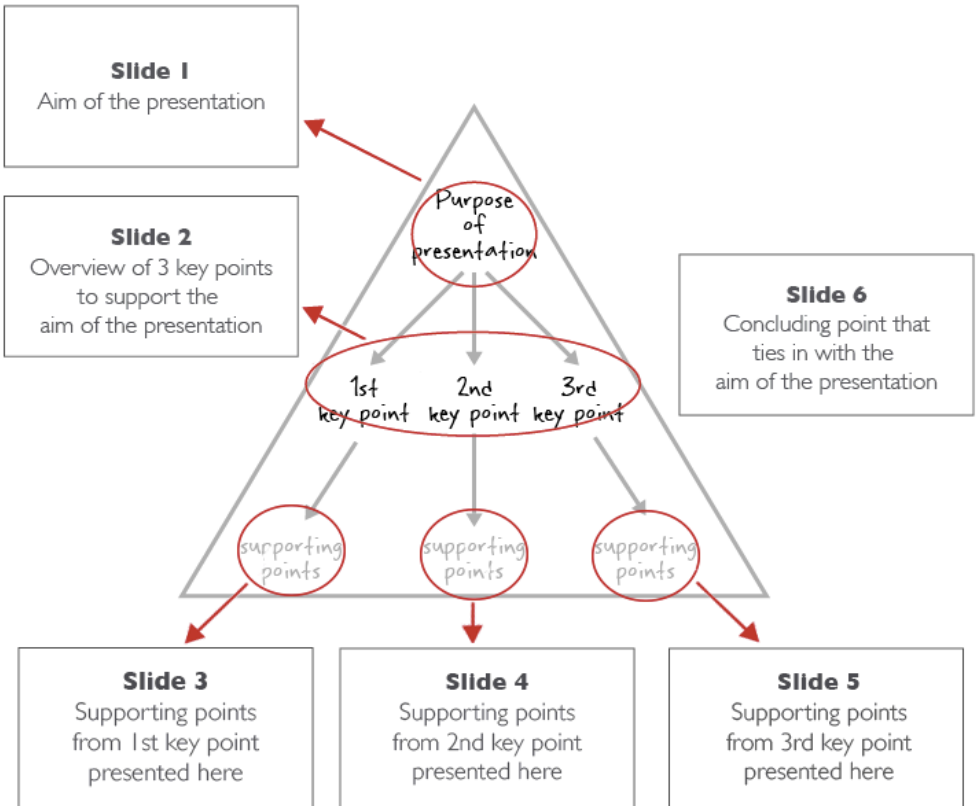 Slide 1
Aim of the presentation
Purpose
of
presentation
Slide 2
Overview of 3 key points
to support the
aim of the presentation
Slide 6
Concluding point that
ties in with the
aim of the presentation
1st
key point
2nd
key point
3rd
key point
supporting
points
supporting
points
supporting
points
Slide 3
Supporting points
from 1st key point
presented here
Slide 4
Supporting points
from 2nd key point
presented here
Slide 5
Supporting points
from 3rd key point
presented here